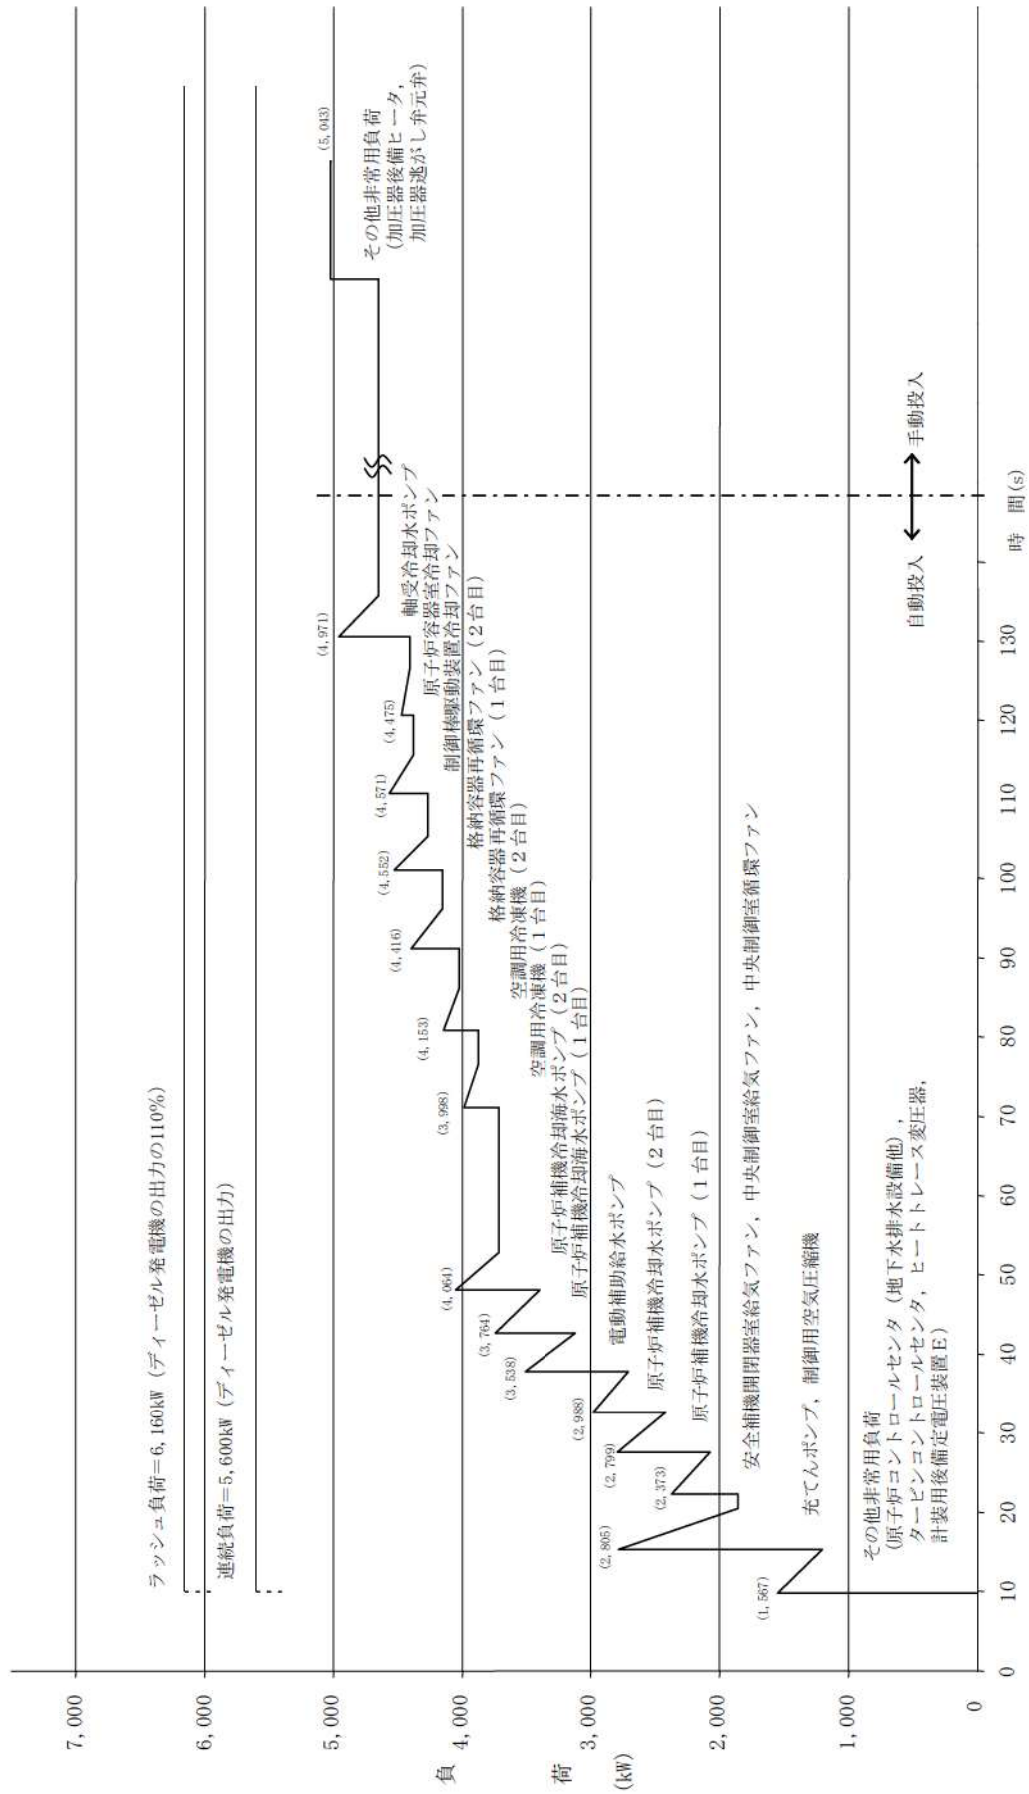 7,000
6,000
5,000
4,000
3,000
2,000
1,000
0
負
荷
(kW)
0
10
20
30
40
50
60
70
80
90
100
110
120
130
時 間(s)
ラッシュ負荷=6,160kW (ディーゼル発電機の出力の110%)
連続負荷=5,600kW (ディーゼル発電機の出力)
(1,567)
(2,805)
(2,373)
(2,799)
(2,988)
(3,538)
(3,764)
(4,064)
(3,998)
(4,153)
(4,416)
(4,552)
(4,571)
(4,475)
(4,971)
(5,043)
その他非常用負荷
(加圧器後備ヒータ,
加圧器逃がし弁元弁)
軸受冷却水ポンプ
原子炉容器室冷却ファン
制御棒駆動装置冷却ファン
格納容器再循環ファン (2台目)
格納容器再循環ファン (1台目)
空調用冷凍機 (2台目)
空調用冷凍機 (1台目)
原子炉補機冷却海水ポンプ (2台目)
原子炉補機冷却海水ポンプ (1台目)
電動補助給水ポンプ
原子炉補機冷却水ポンプ (2台目)
原子炉補機冷却水ポンプ (1台目)
安全補機開閉器室給気ファン, 中央制御室給気ファン, 中央制御室循環ファン
充てんポンプ, 制御用空気圧縮機
その他非常用負荷
(原子炉コントロールセンタ (地下水排水設備他),
タービンコントロールセンタ, ヒートトレース変圧器,
計装用後備定電圧装置E)
自動投入
手動投入